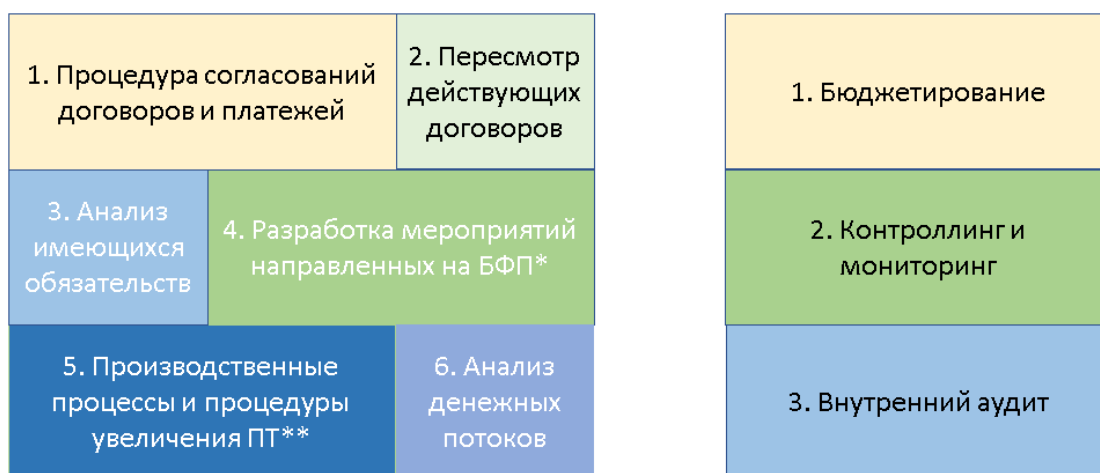 1. Процедура согласований
договоров и платежей
2. Пересмотр
действующих
договоров
3. Анализ
имеющихся
обязательств
4. Разработка мероприятий
направленных на БФП*
5. Производственные
процессы и процедуры
увеличения ПТ**
6. Анализ
денежных
потоков
1. Бюджетирование
2. Контроллинг и
мониторинг
3. Внутренний аудит